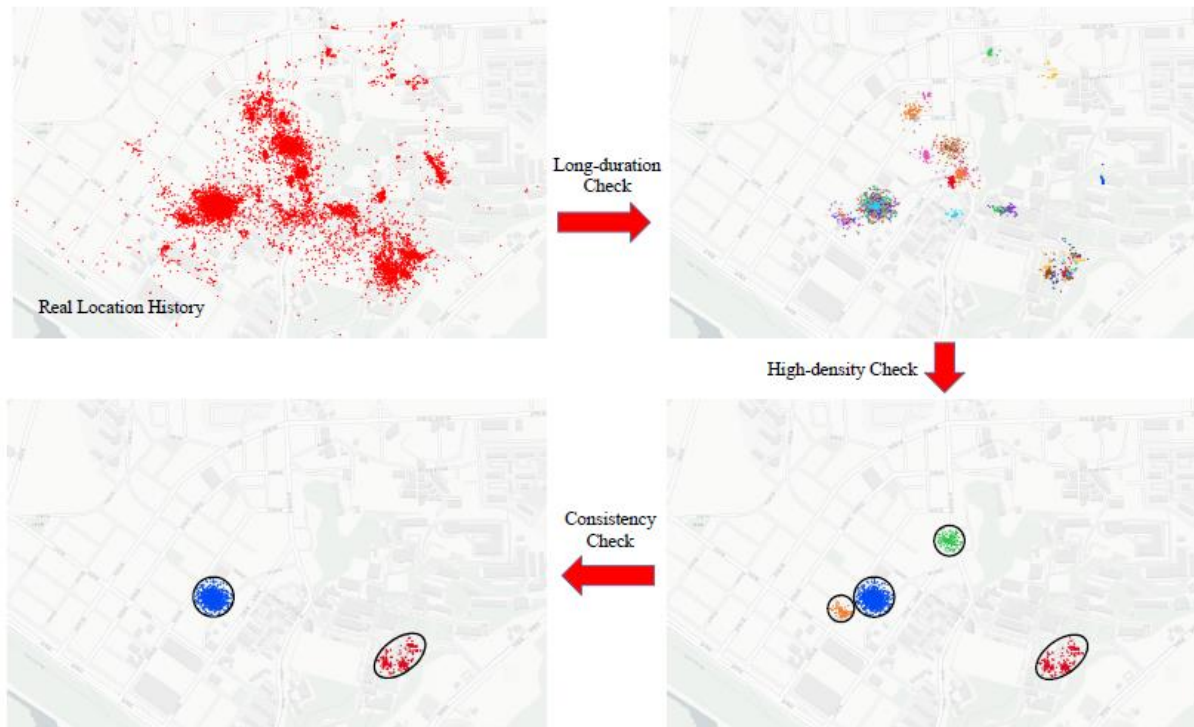 Real Location History
Long-duration
Check
High-density Check
Consistency
Check